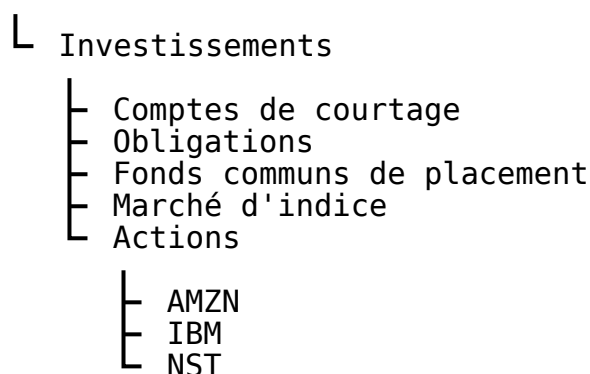 Investissements
Comptes de courtage
Obligations
Fonds communs de placement
Marché d'indice
Actions
AMZN
IBM
NST